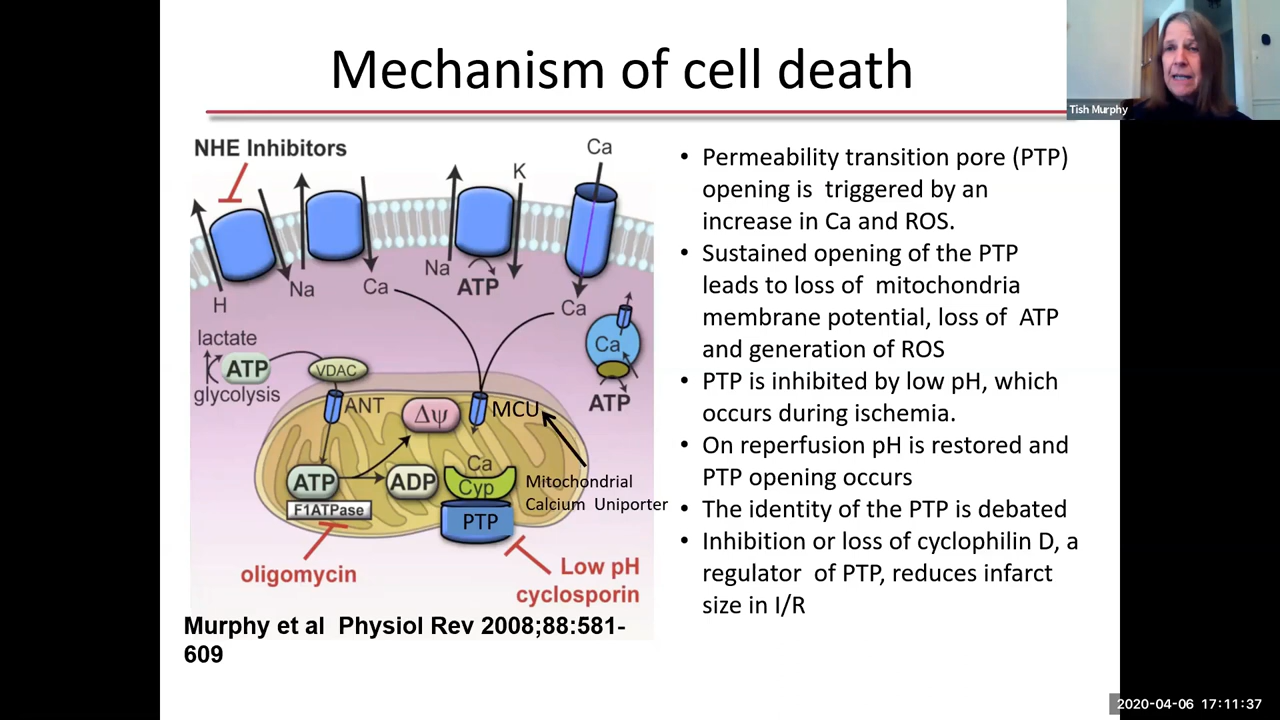 Mechanism of cell death
Tish Murphy
NHE Inhibitors
Ca
K
H
Na
Ca
Na
ATP
Ca
lactate
ATP
glycolysis
VDAC
Ca
ATP
ANT
Δψ
MCU
ATP
ADP
Ca
Cyp
F1ATPase
PTP
Mitochondrial
Calcium Uniporter
oligomycin
Low pH
cyclosporin
Murphy et al Physiol Rev 2008;88:581-
609
• Permeability transition pore (PTP)
opening is triggered by an
increase in Ca and ROS.
• Sustained opening of the PTP
leads to loss of mitochondria
membrane potential, loss of ATP
and generation of ROS
• PTP is inhibited by low pH, which
occurs during ischemia.
• On reperfusion pH is restored and
PTP opening occurs
• The identity of the PTP is debated
• Inhibition or loss of cyclophilin D, a
regulator of PTP, reduces infarct
size in I/R
2020-04-06 17:11:37